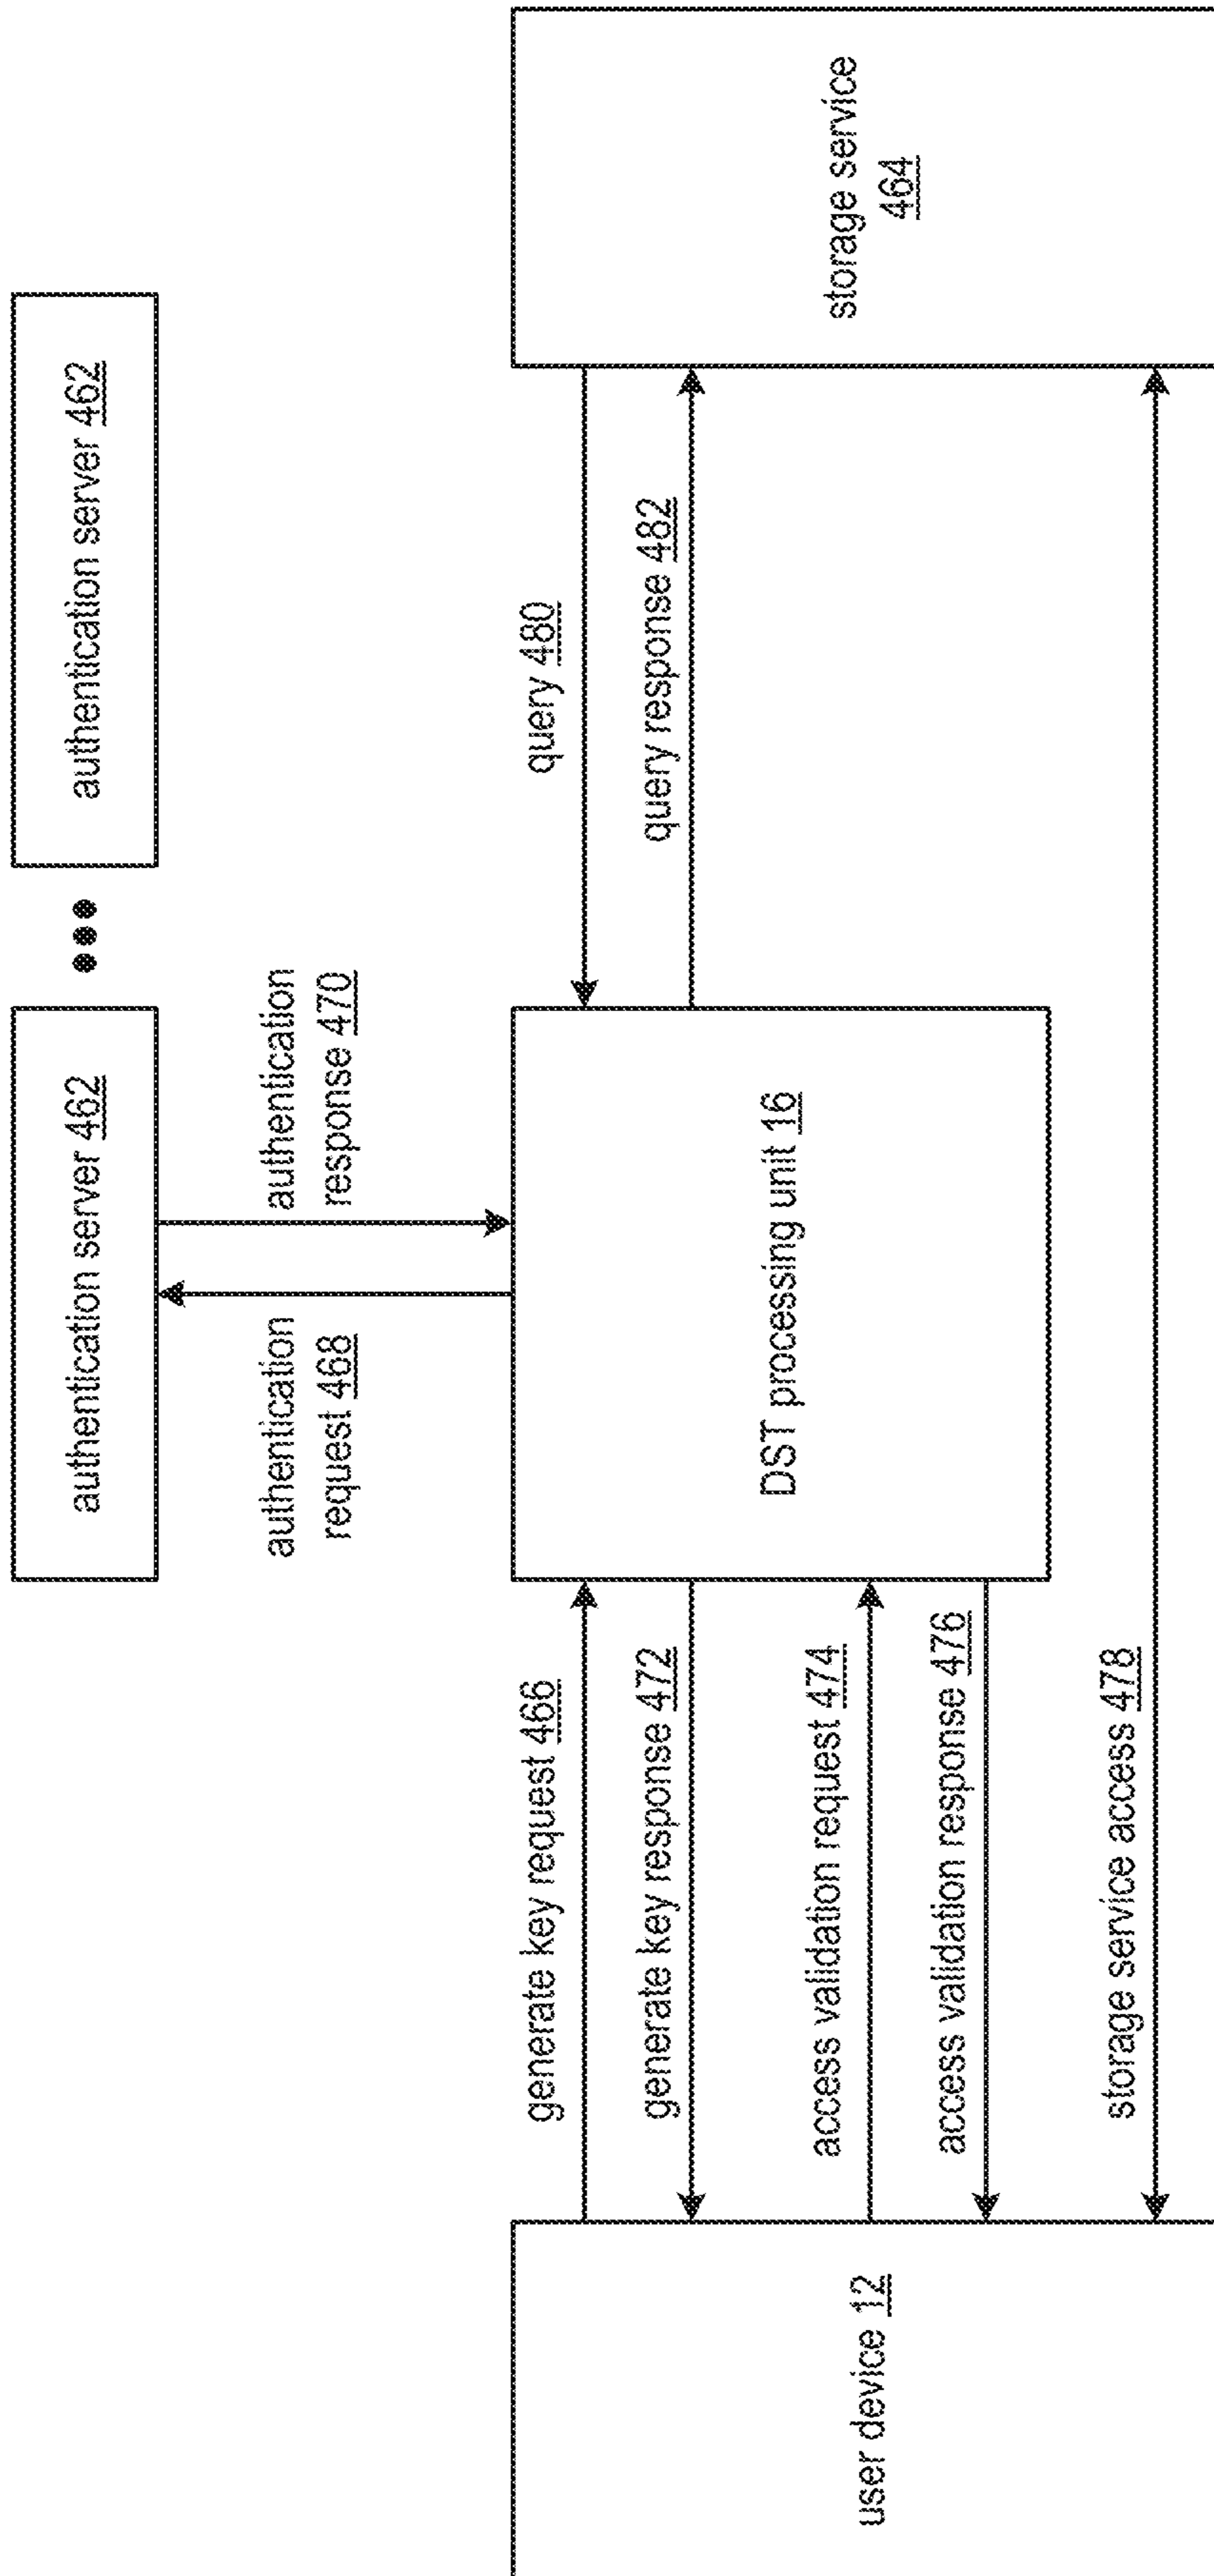 authentication server 462
authentication server 462
authentication
request 468
authentication
response 470
generate key request 466
generate key response 472
access validation request 474
access validation response 476
storage service access 478
query 480
query response 482
user device 12
DST processing unit 16
storage service
464